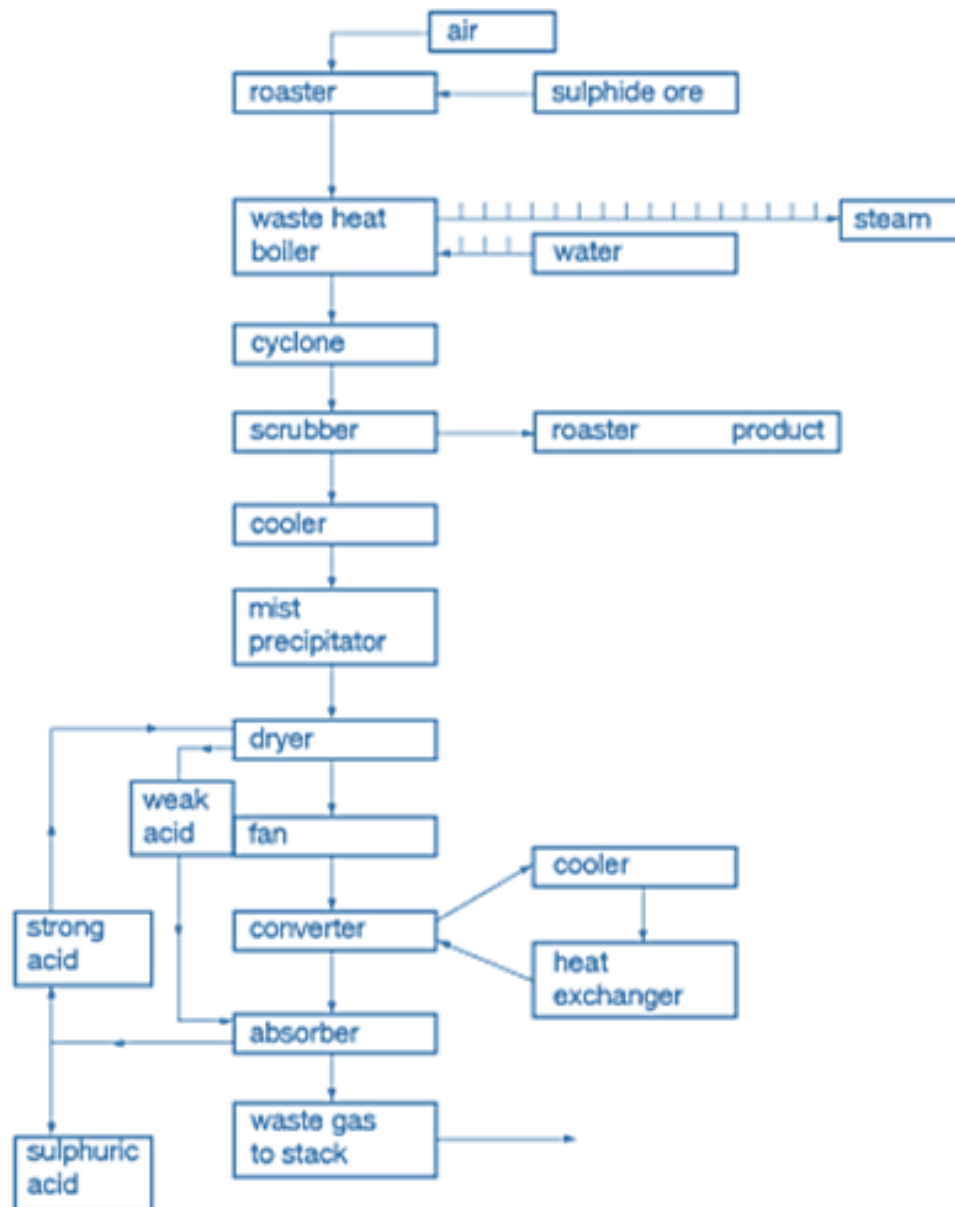 air
roaster
sulphide ore
waste heat
boiler
steam
water
cyclone
scrubber
roaster product
cooler
mist
precipitator
dryer
weak
acid
fan
cooler
strong
acid
converter
heat
exchanger
absorber
waste gas
to stack
sulphuric
acid